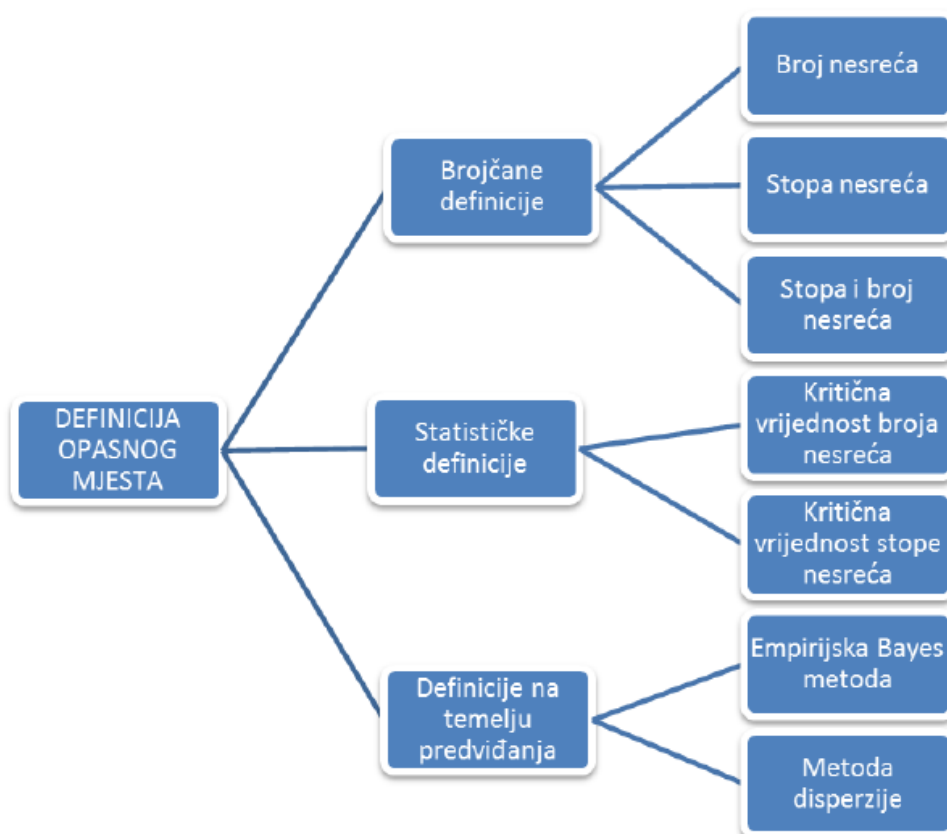 DEFINICIJA
OPASNOG
MJESTA
Brojčane
definicije
Broj nesreća
Stopa nesreća
Stopa i broj
nesreća
Statističke
definicije
Kritična
vrijednost broja
nesreća
Kritična
vrijednost stope
nesreća
Definicije na
temelju
predviđanja
Empirijska Bayes
metoda
Metoda
disperzije